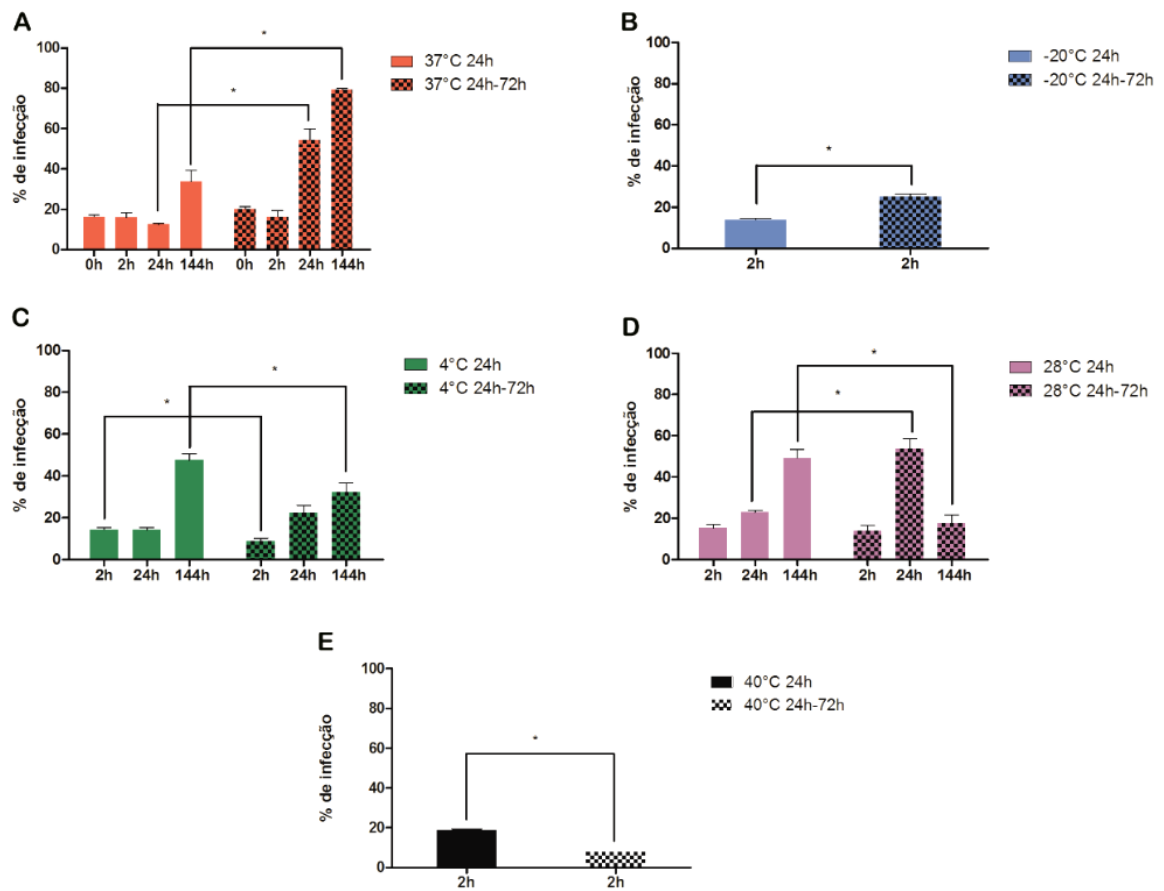 A
100
80
60
40
20
0
% de infecção
0h 2h 24h 144h 0h 2h 24h 144h
*
*
37°C 24h
37°C 24h-72h
B
100
80
60
40
20
0
% de infecção
2h 2h
*
-20°C 24h
-20°C 24h-72h
C
100
80
60
40
20
0
% de infecção
2h 24h 144h 2h 24h 144h
*
*
4°C 24h
4°C 24h-72h
D
100
80
60
40
20
0
% de infecção
2h 24h 144h 2h 24h 144h
*
*
28°C 24h
28°C 24h-72h
E
100
80
60
40
20
0
% de infecção
2h 2h
*
40°C 24h
40°C 24h-72h